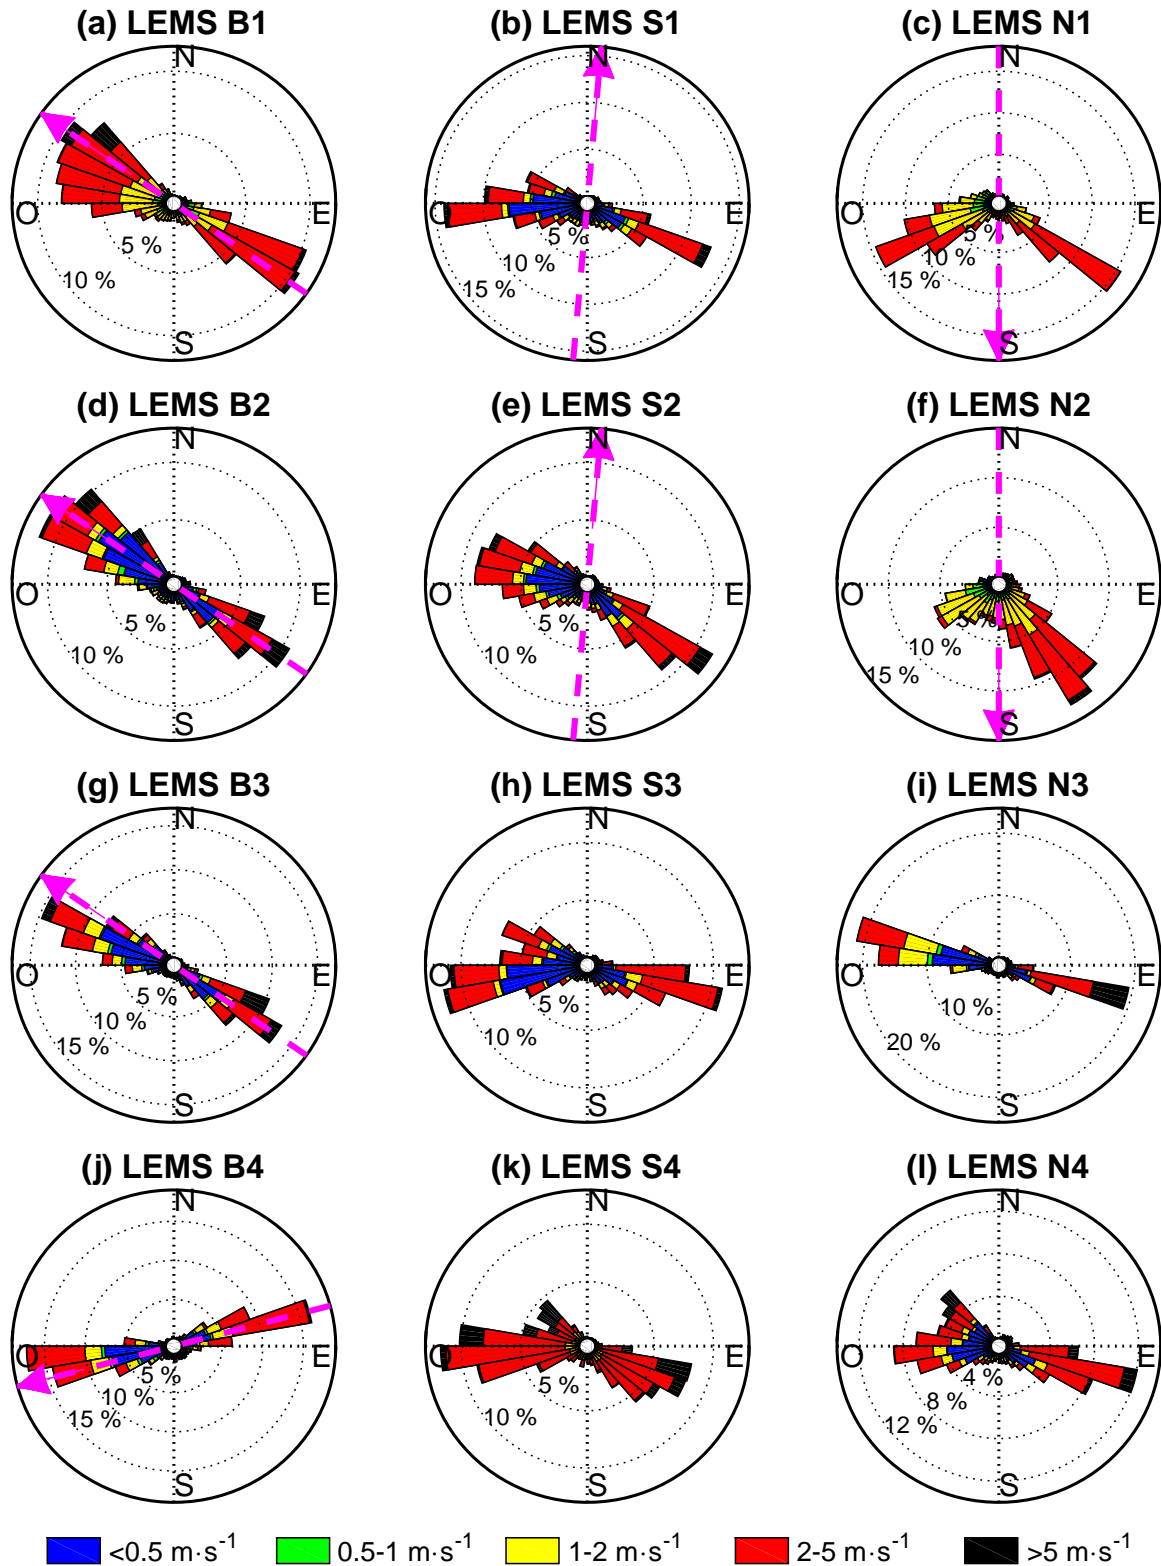 (a) LEMS B1
(b) LEMS S1
(c) LEMS N1
N
N
N
O
E
O
E
O
E
5 %
10 %
S
5 %
10 %
15 %
S
5 %
10 %
15 %
S
(d) LEMS B2
(e) LEMS S2
(f) LEMS N2
N
N
N
O
E
O
E
O
E
5 %
10 %
S
5 %
10 %
S
5 %
10 %
15 %
S
(g) LEMS B3
(h) LEMS S3
(i) LEMS N3
N
N
N
O
E
O
E
O
E
5 %
10 %
15 %
S
5 %
10 %
S
10 %
20 %
S
(j) LEMS B4
(k) LEMS S4
(l) LEMS N4
N
N
N
O
E
O
E
O
E
5 %
10 %
15 %
S
5 %
10 %
S
4 %
8 %
12 %
S
<0.5 m·s⁻¹ 0.5-1 m·s⁻¹ 1-2 m·s⁻¹ 2-5 m·s⁻¹ >5 m·s⁻¹